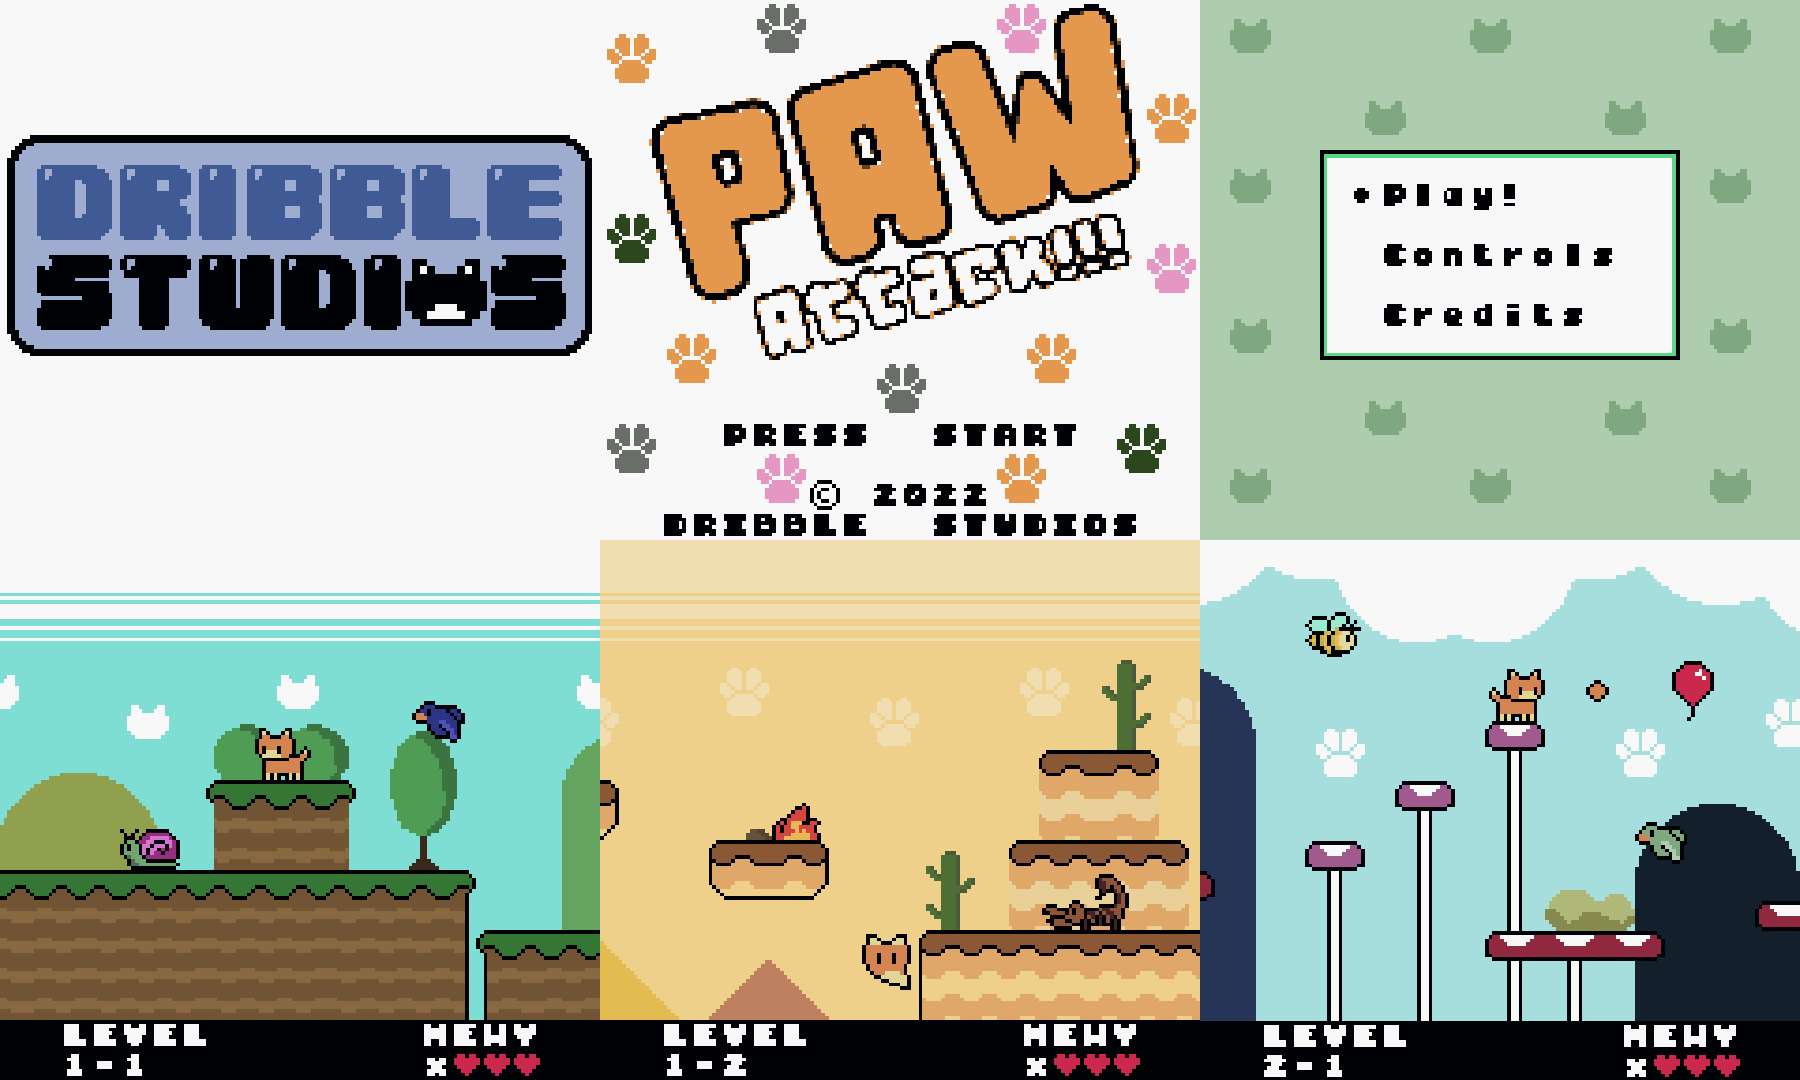 DRIBBLE
STUDIOS
PAW
Attack!!!
PRESS START
© 2022
DRIBBLE STUDIOS
Play!
Controls
Credits
LEVEL MEWY
1-1 x
LEVEL MEWY
1-2 x
LEVEL MEWY
2-1 x